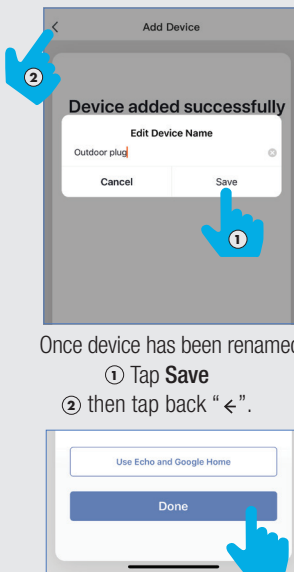 Add Device
2
Device added successfully
Edit Device Name
Outdoor plug
Cancel Save
1
Once device has been renamed
① Tap Save
② then tap back “ ← ”.
Use Echo and Google Home
Done